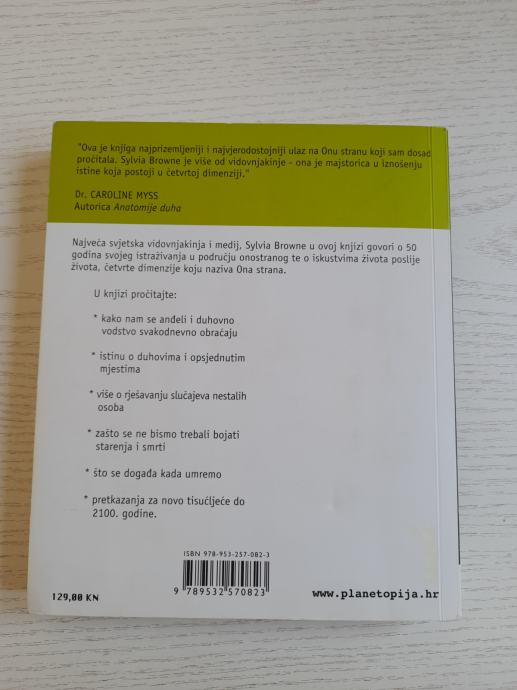 "Ova je knjiga najprizemljeniji i najvjerodostojniji ulaz na Onu stranu koji sam dosad
pročitala. Sylvia Browne je više od vidovnjakinje - ona je majstorica u iznošenju
istine koja postoji u četvrtoj dimenziji."
Dr. CAROLINE MYSS
Autorica Anatomije duha
Najveća svjetska vidovnjakinja i medij, Sylvia Browne u ovoj knjizi govori o 50
godina svojeg istraživanja u području onostranog te o iskustvima života poslije
života, četvrte dimenzije koju naziva Ona strana.
U knjizi pročitajte:
* kako nam se anđeli i duhovno
vodstvo svakodnevno obraćaju
* istinu o duhovima i opsjednutim
mjestima
* više o rješavanju slučajeva nestalih
osoba
* zašto se ne bismo trebali bojati
starenja i smrti
* što se događa kada umremo
* pretkazanja za novo tisućljeće do
2100. godine.
ISBN 978-953-257-082-3
9 789532 570823
129,00 KN
www.planetopija.hr